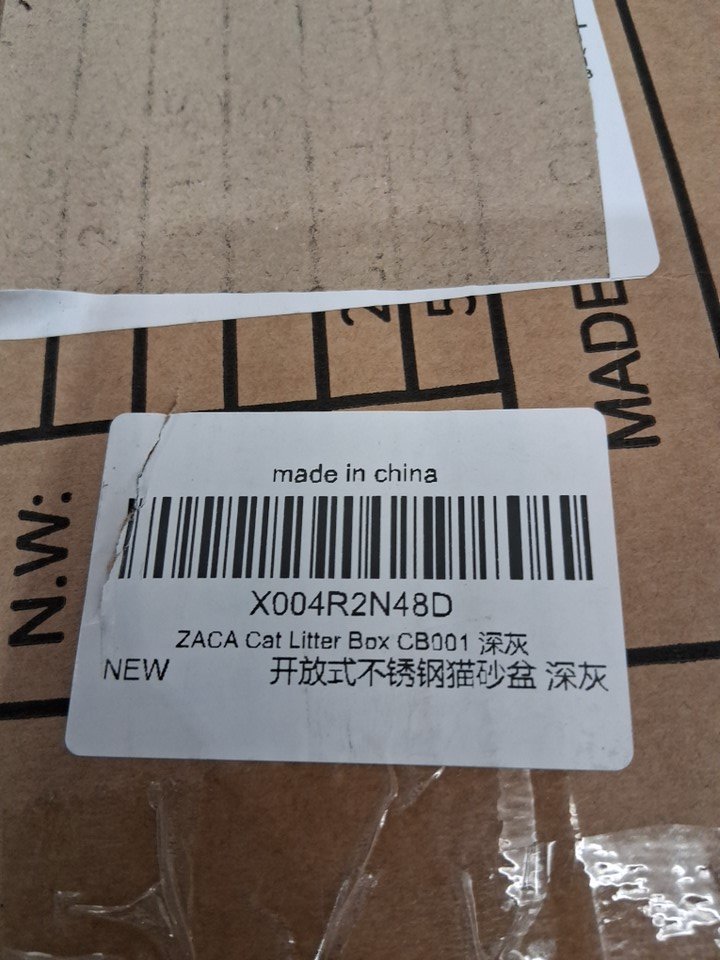 MADE
N.W:
made in china
X004R2N48D
ZACA Cat Litter Box CB001 深灰
NEW 开放式不锈钢猫砂盆 深灰